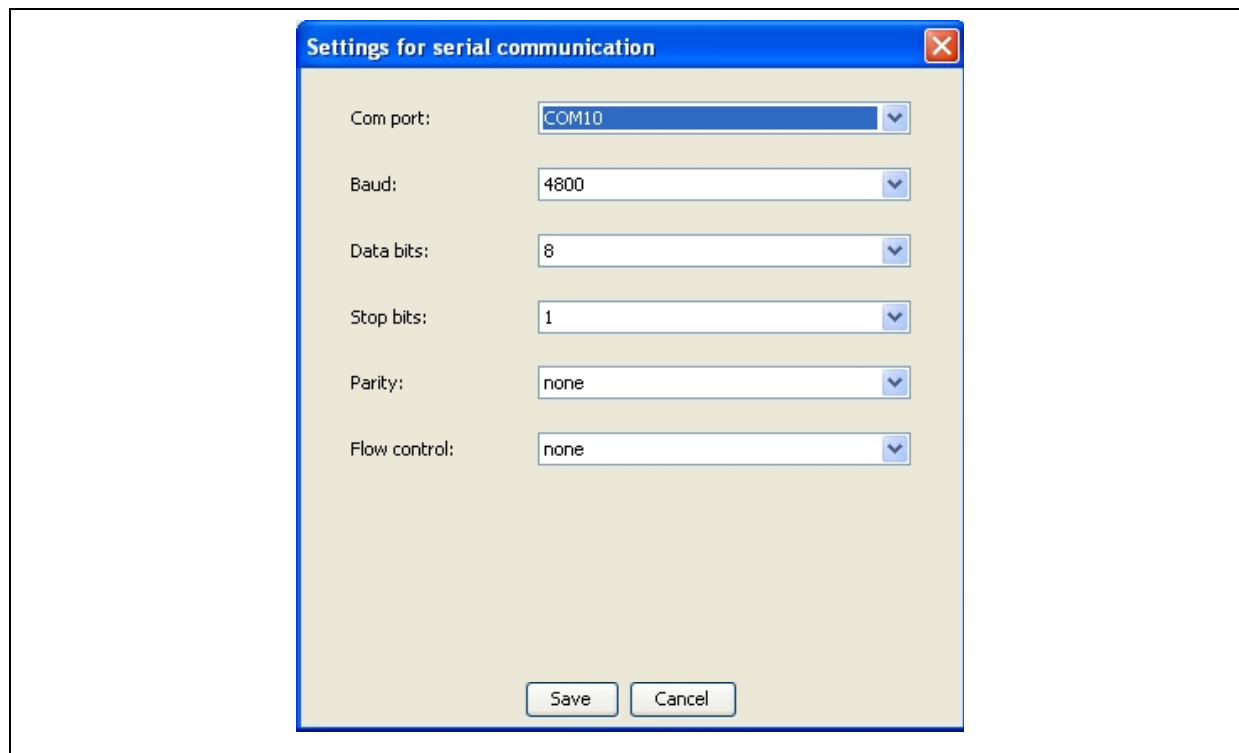 Settings for serial communication
Com port: COM10
Baud: 4800
Data bits: 8
Stop bits: 1
Parity: none
Flow control: none
Save Cancel